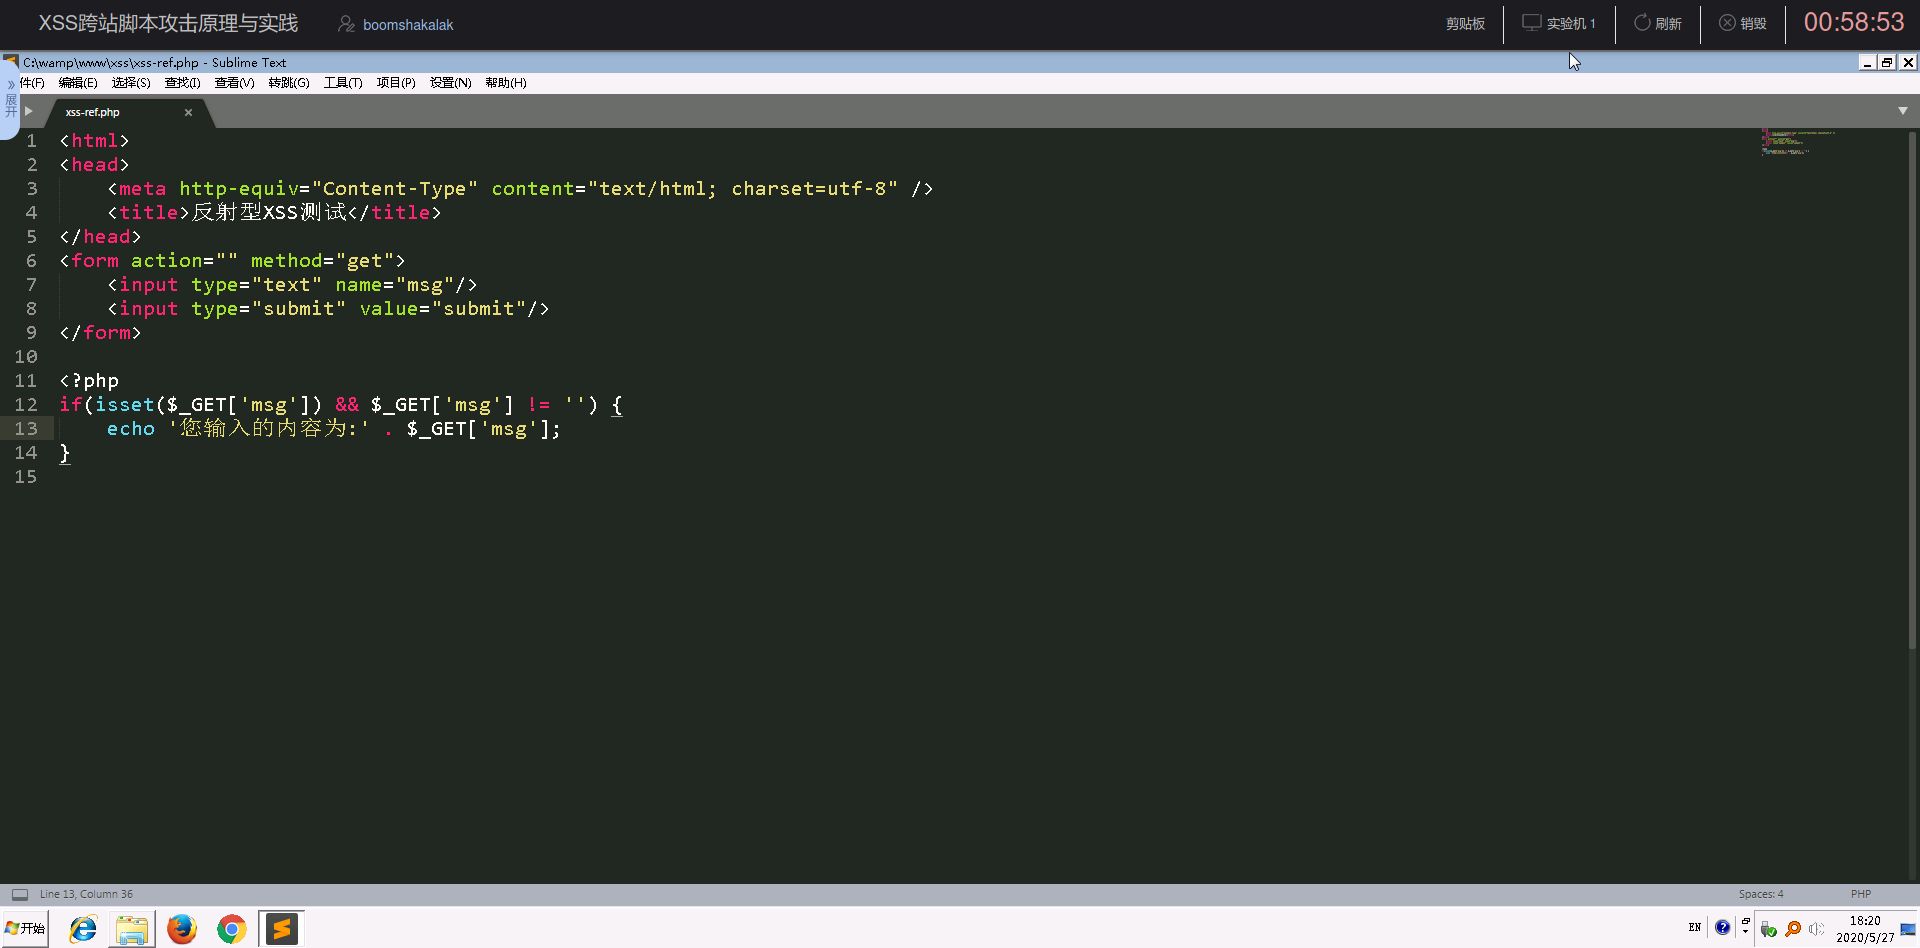 XSS跨站脚本攻击原理与实践 boomshakalak 剪贴板 实验机 1 刷新 销毁 00:58:53
C:\wamp\www\xss\xss-ref.php - Sublime Text
件(F) 编辑(E) 选择(S) 查找(I) 查看(V) 转跳(G) 工具(T) 项目(P) 设置(N) 帮助(H)
» 展开
xss-ref.php ×
1 <html>
2 <head>
3 <meta http-equiv="Content-Type" content="text/html; charset=utf-8" />
4 <title>反射型XSS测试</title>
5 </head>
6 <form action="" method="get">
7 <input type="text" name="msg"/>
8 <input type="submit" value="submit"/>
9 </form>
10
11 <?php
12 if(isset($_GET['msg']) && $_GET['msg'] != '') {
13 echo '您输入的内容为:' . $_GET['msg'];
14 }
15
Line 13, Column 36 Spaces: 4 PHP
开始 EN 18:20
2020/5/27